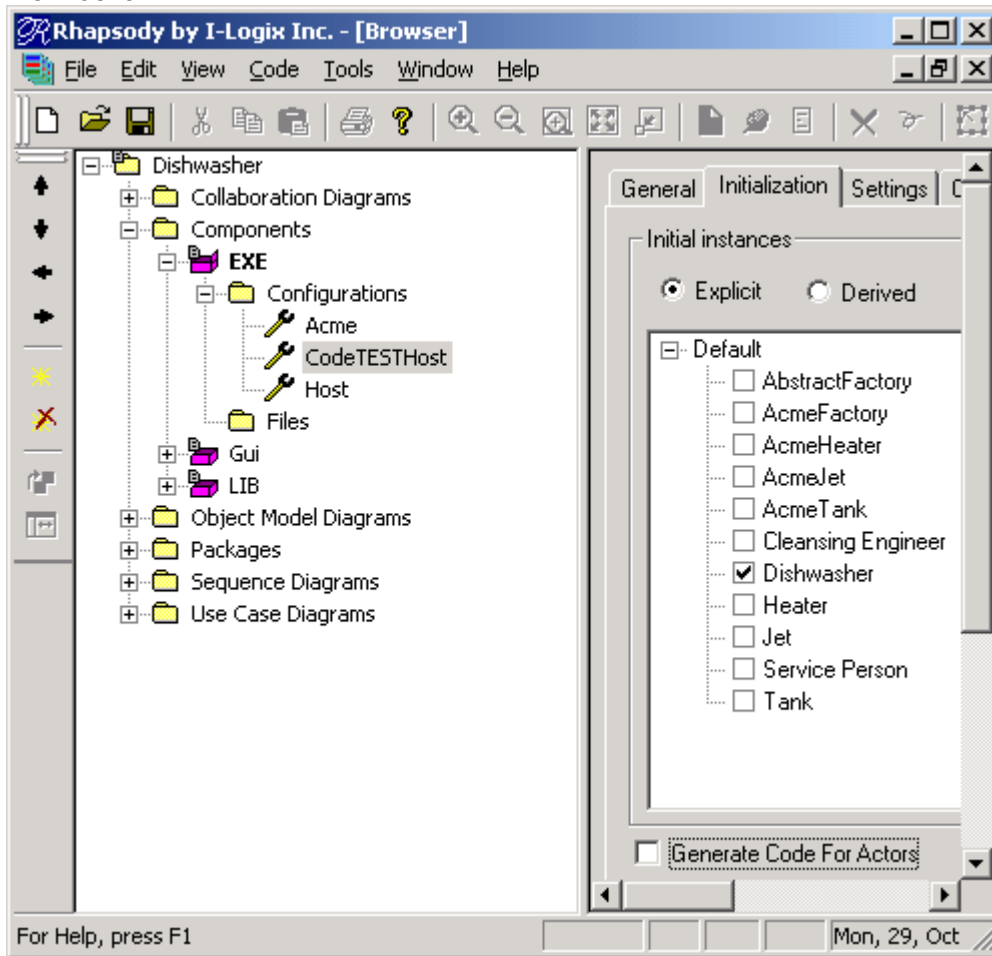 Rhapsody by I-Logix Inc. - [Browser]
File Edit View Code Tools Window Help
Dishwasher
Collaboration Diagrams
Components
EXE
Configurations
Acme
CodeTESTHost
Host
Files
Gui
LIB
Object Model Diagrams
Packages
Sequence Diagrams
Use Case Diagrams
General Initialization Settings
Initial instances
Explicit Derived
Default
AbstractFactory
AcmeFactory
AcmeHeater
AcmeJet
AcmeTank
Cleansing Engineer
Dishwasher
Heater
Jet
Service Person
Tank
Generate Code For Actors
For Help, press F1
Mon, 29, Oct